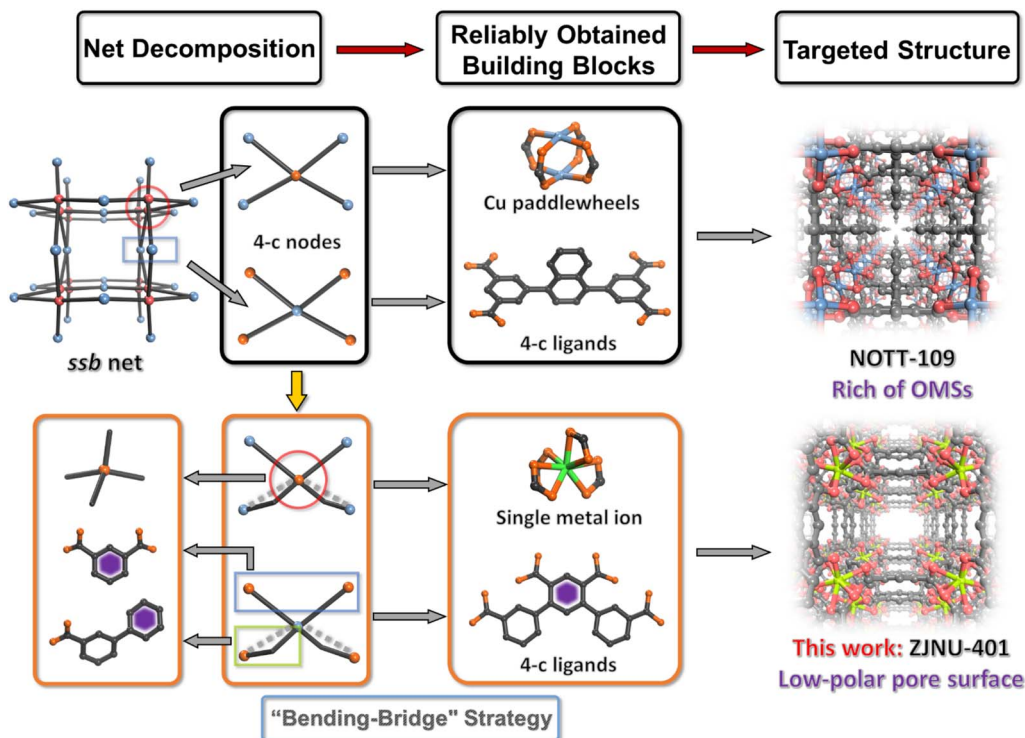 Net Decomposition
Reliably Obtained
Building Blocks
Targeted Structure
ssb net
4-c nodes
Cu paddlewheels
4-c ligands
NOTT-109
Rich of OMSs
Single metal ion
4-c ligands
This work: ZJNU-401
Low-polar pore surface
“Bending-Bridge" Strategy